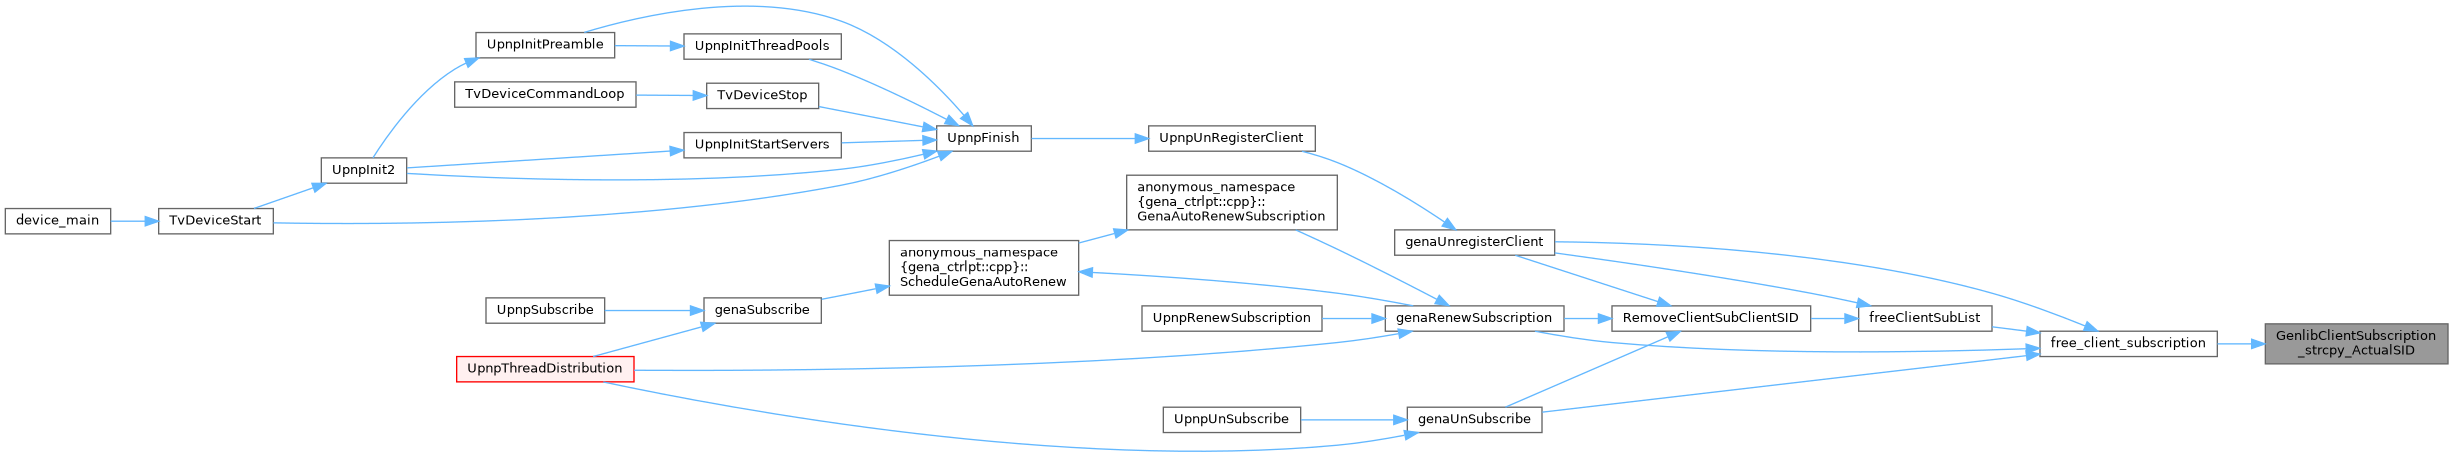 UpnpInitPreamble
UpnpInitThreadPools
TvDeviceCommandLoop
TvDeviceStop
UpnpFinish
UpnpUnRegisterClient
UpnpInitStartServers
UpnpInit2
device_main
TvDeviceStart
anonymous_namespace
{gena_ctrlpt::cpp}::
GenaAutoRenewSubscription
genaUnregisterClient
anonymous_namespace
{gena_ctrlpt::cpp}::
ScheduleGenaAutoRenew
UpnpSubscribe
genaSubscribe
UpnpRenewSubscription
genaRenewSubscription
RemoveClientSubClientSID
freeClientSubList
free_client_subscription
GenlibClientSubscription
_strcpy_ActualSID
UpnpThreadDistribution
UpnpUnSubscribe
genaUnSubscribe